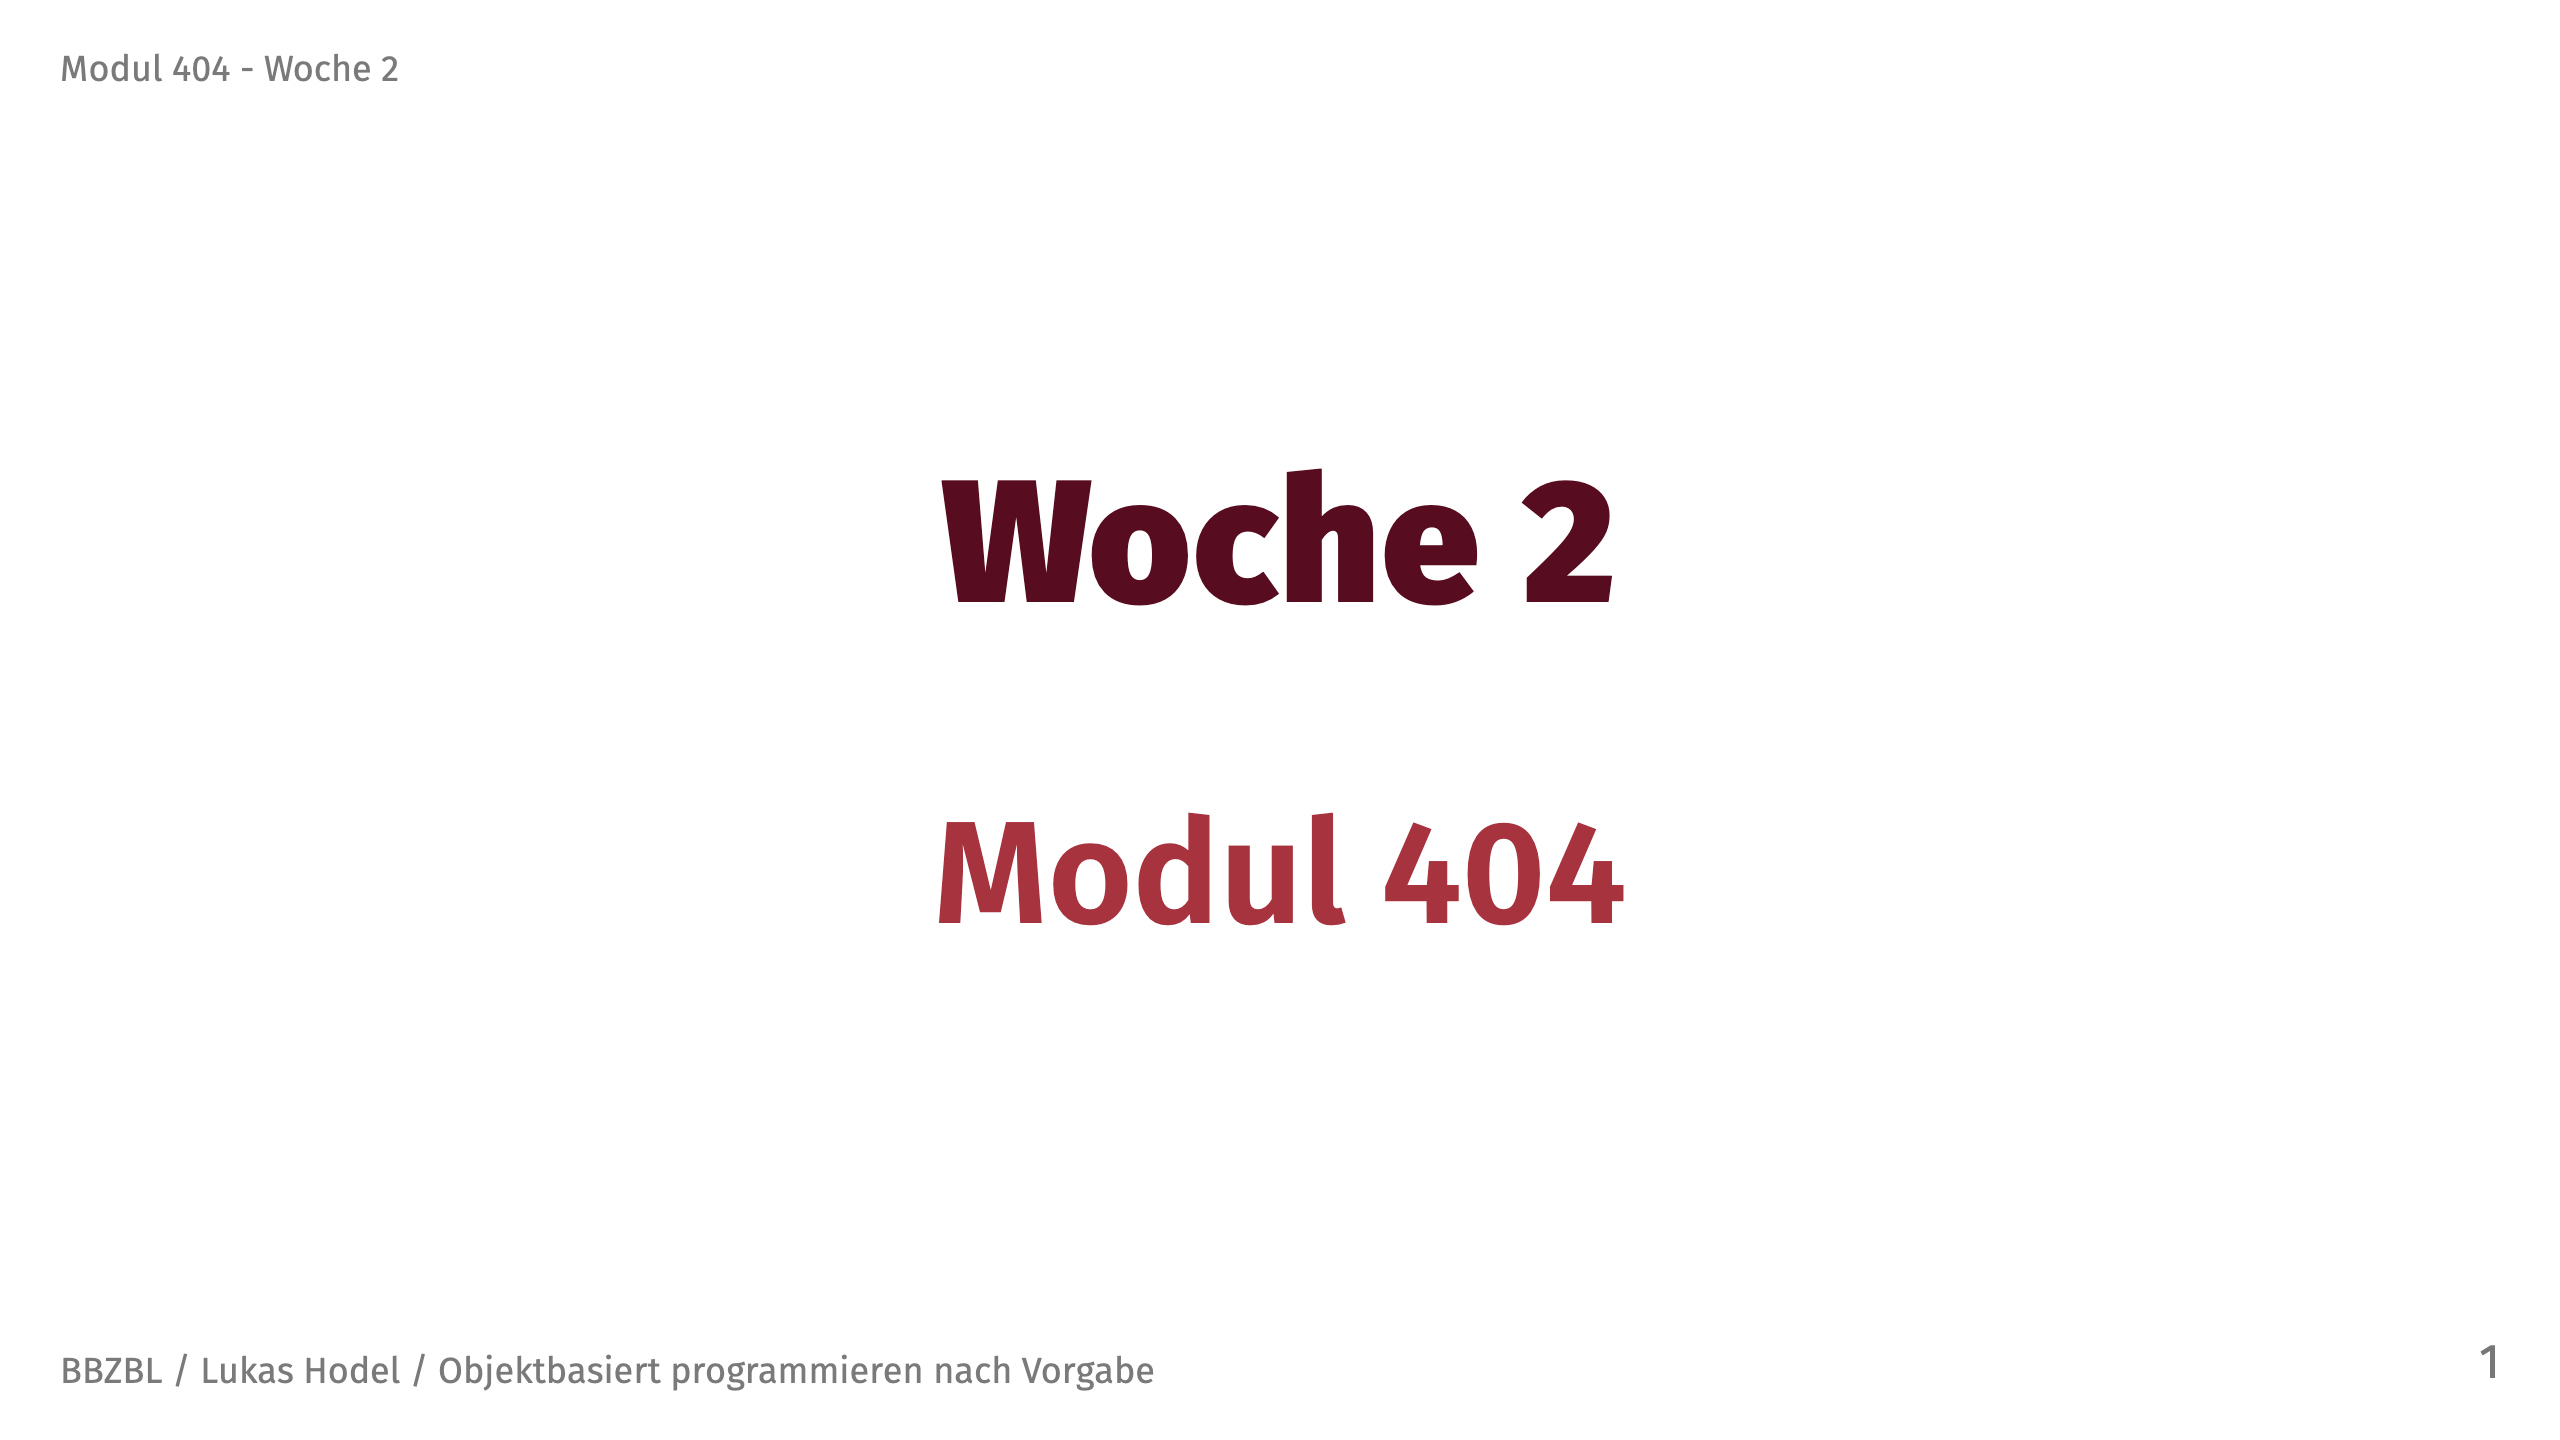 Modul 404 - Woche 2
Woche 2
Modul 404
BBZBL / Lukas Hodel / Objektbasiert programmieren nach Vorgabe
1